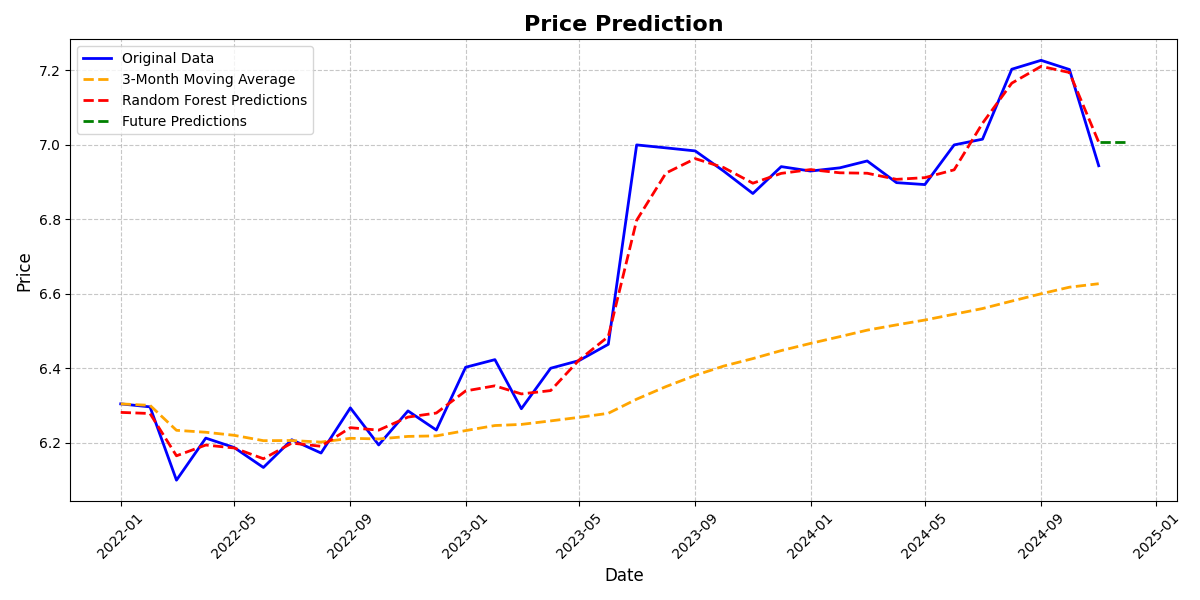 Price Prediction
Original Data
3-Month Moving Average
Random Forest Predictions
Future Predictions
Price
7.2
7.0
6.8
6.6
6.4
6.2
2022-01
2022-05
2022-09
2023-01
2023-05
2023-09
2024-01
2024-05
2024-09
2025-01
Date